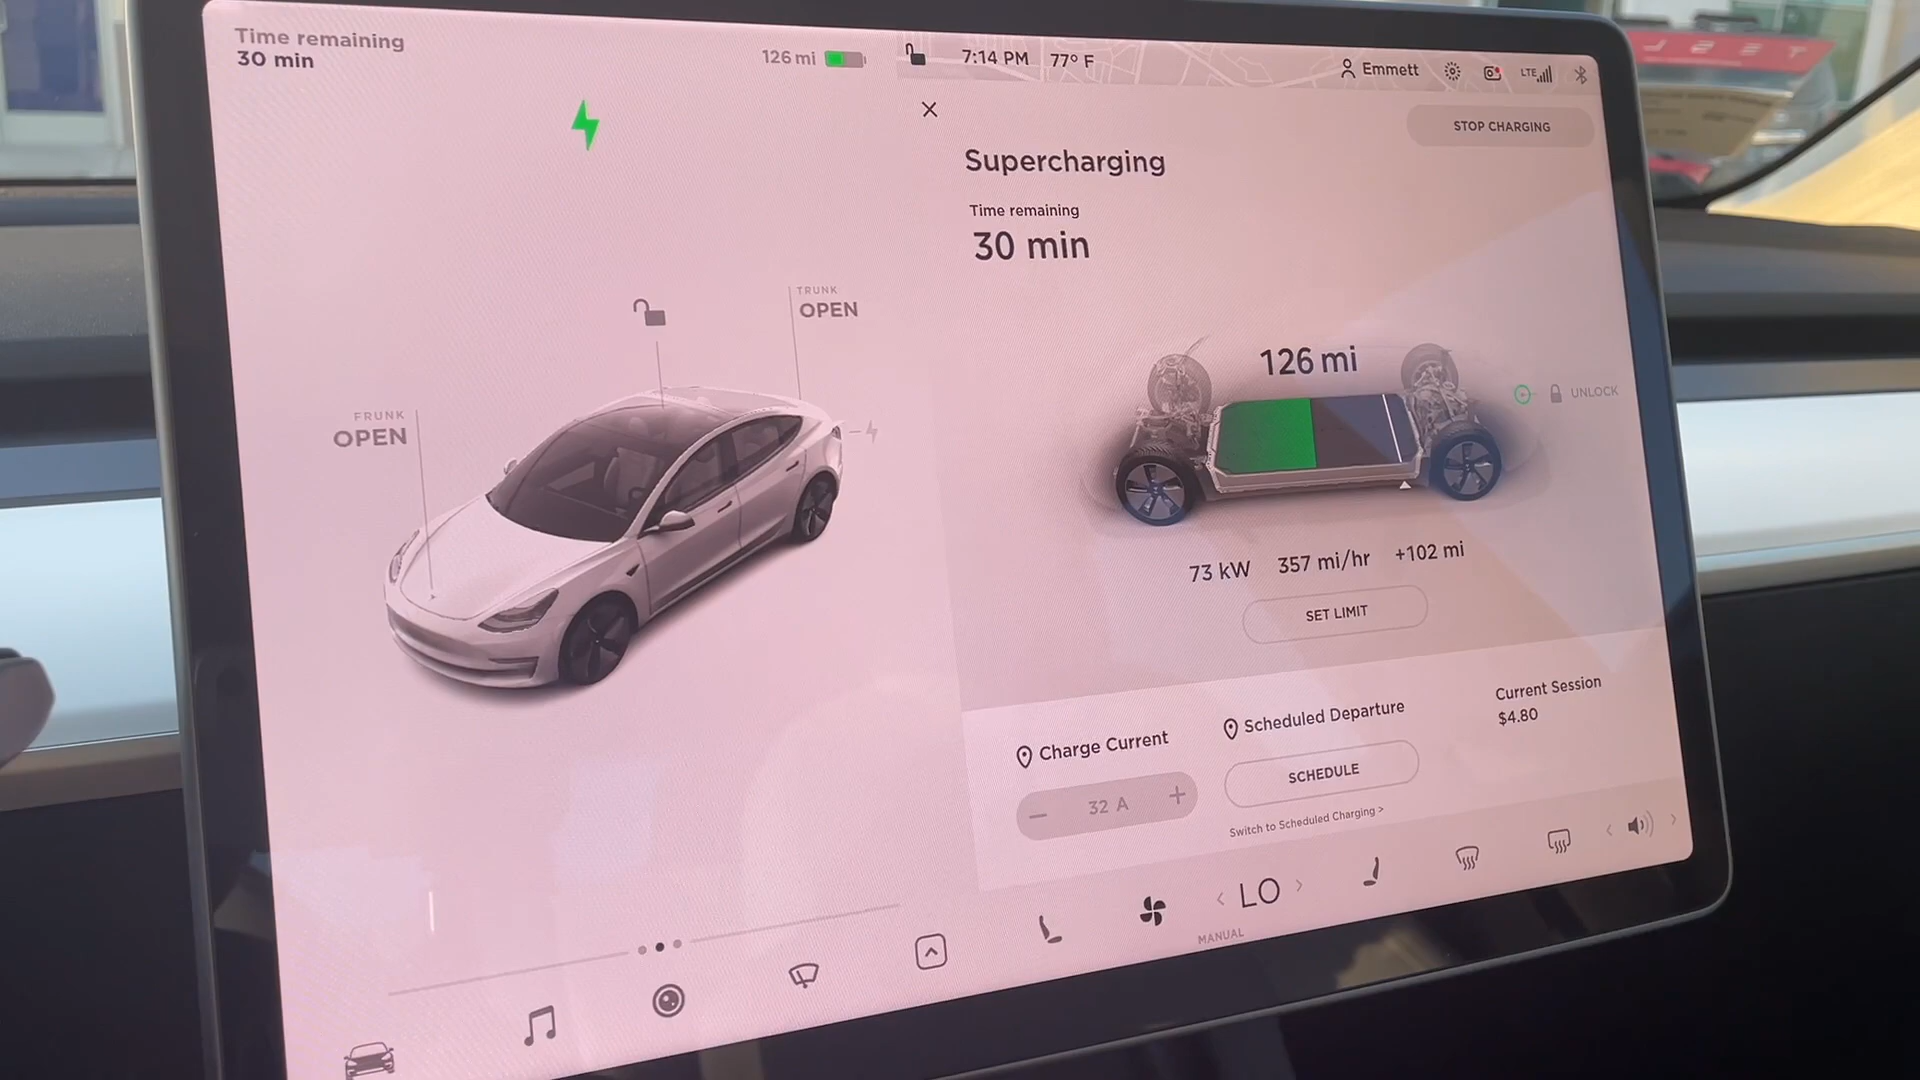 Time remaining
30 min
126 mi
7:14 PM
77° F
Emmett
LTE
STOP CHARGING
Supercharging
Time remaining
30 min
TRUNK
OPEN
FRUNK
OPEN
126 mi
UNLOCK
73 kW
357 mi/hr
+102 mi
SET LIMIT
Charge Current
32 A
Scheduled Departure
SCHEDULE
Switch to Scheduled Charging >
Current Session
$4.80
LO
MANUAL